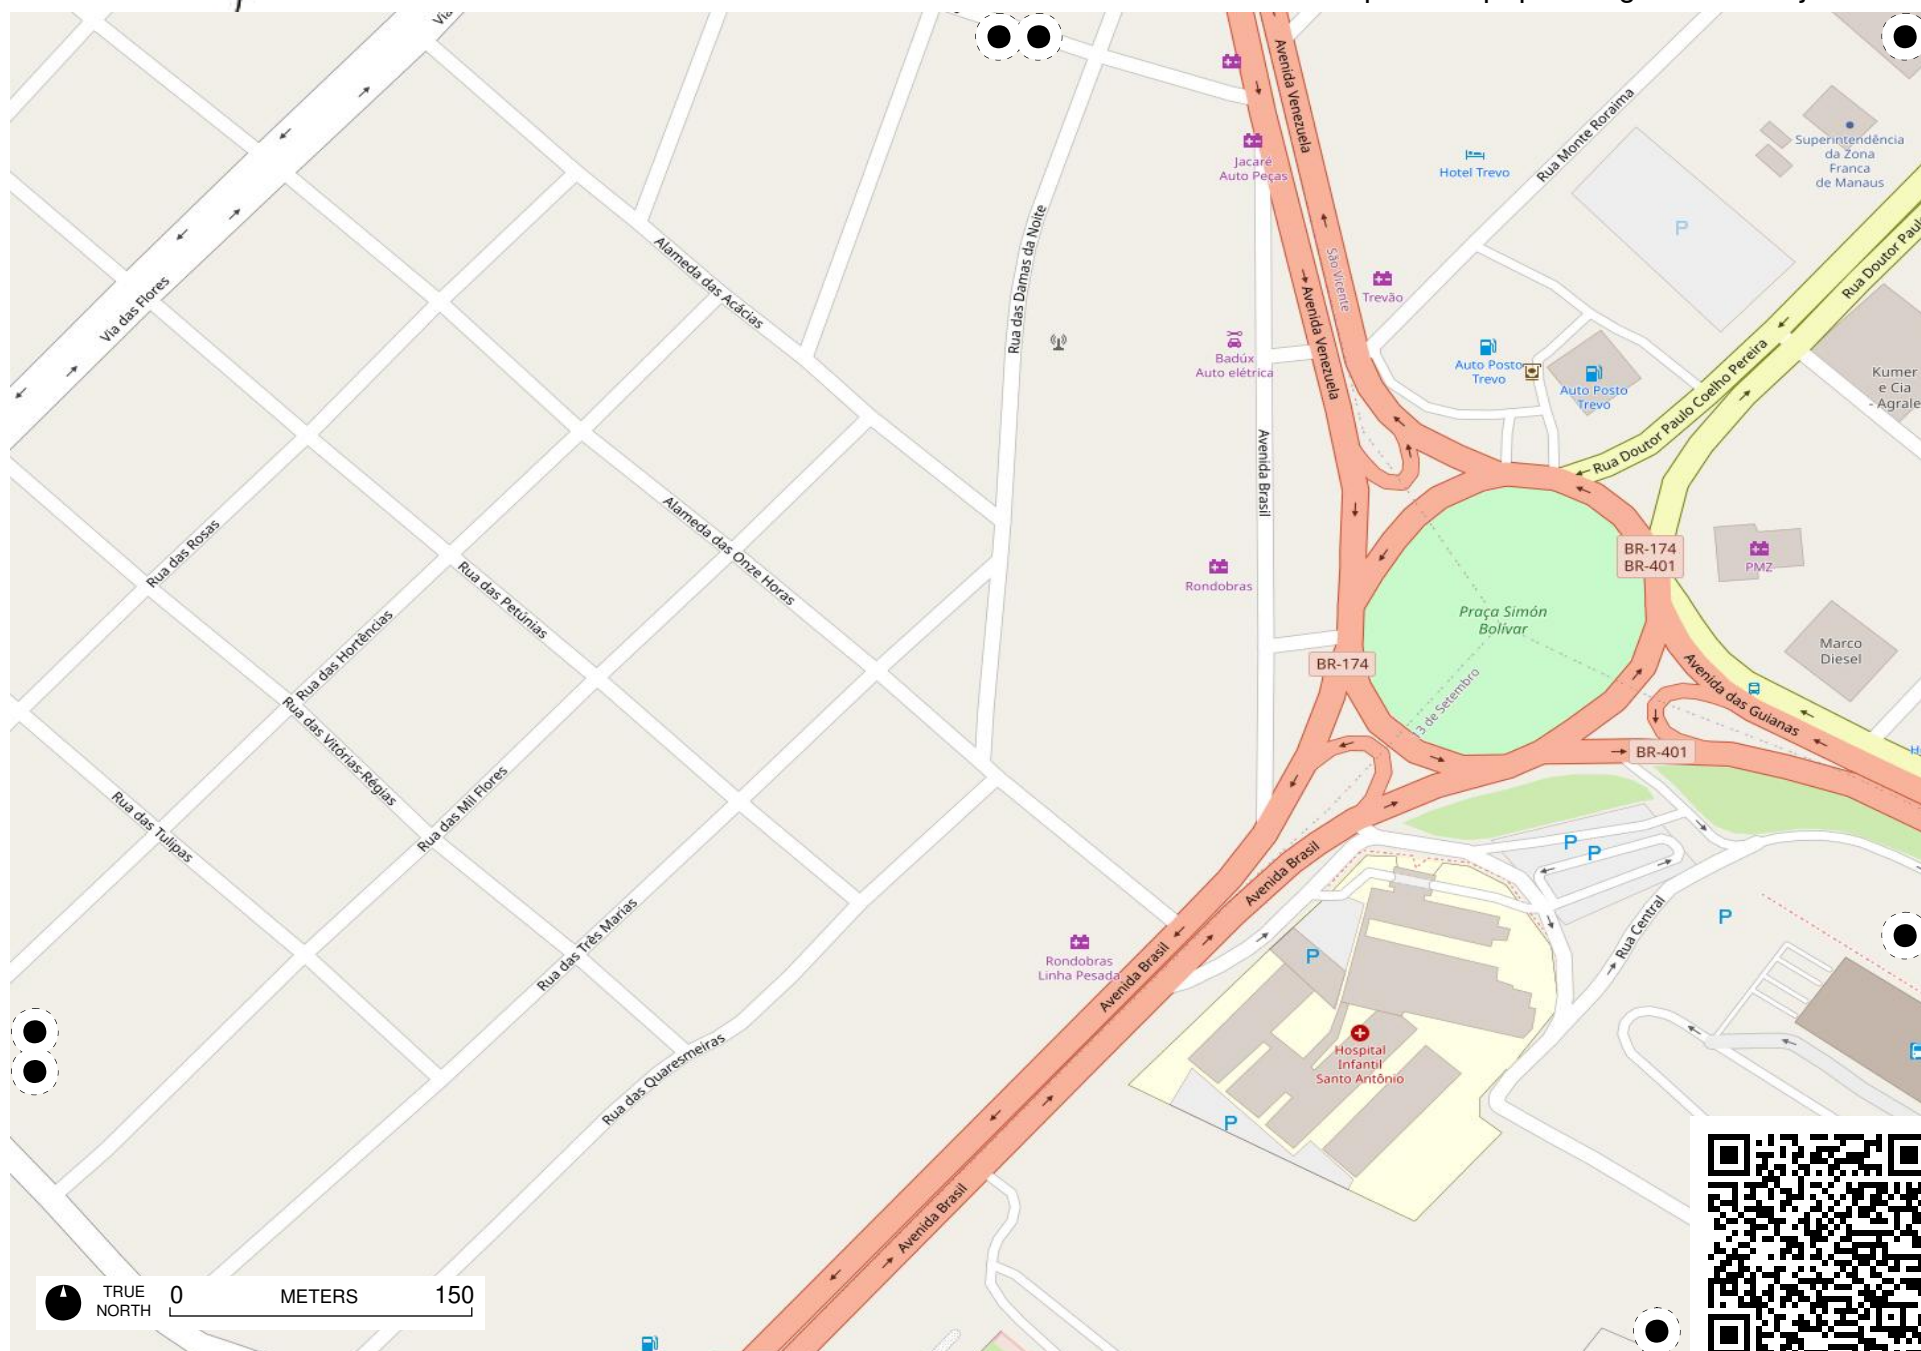 Avenida Venezuela
Rua Monte Roraima
Superintendência
da Zona
Franca
de Manaus
Jacaré
Auto Peças
Hotel Trevo
P
Rua das Damas da Noite
Alameda das Acácias
Via das Flores
São Vicente
Trevão
Avenida Venezuela
Rua Doutor Paul
Badúx
Auto elétrica
Auto Posto
Trevo
Auto Posto
Trevo
Rua Doutor Paulo Coelho Pereira
Kumer
e Cia
- Agrale
Avenida Brasil
Alameda das Onze Horas
Rua das Rosas
Rua das Petúnias
Rua das Hortências
BR-174
BR-401
PMZ
Rondobras
Praça Simón
Bolívar
Marco
Diesel
BR-174
Avenida das Guianas
13 de Setembro
BR-401
Rua das Vitórias-Régias
Rua das Mil Flores
Rua das Tulipas
P
P
Avenida Brasil
Rua das Três Marias
Rua Central
P
P
Rondobras
Linha Pesada
Avenida Brasil
Hospital
Infantil
Santo Antônio
Rua das Quaresmeiras
P
Avenida Brasil
TRUE
NORTH
0 METERS 150